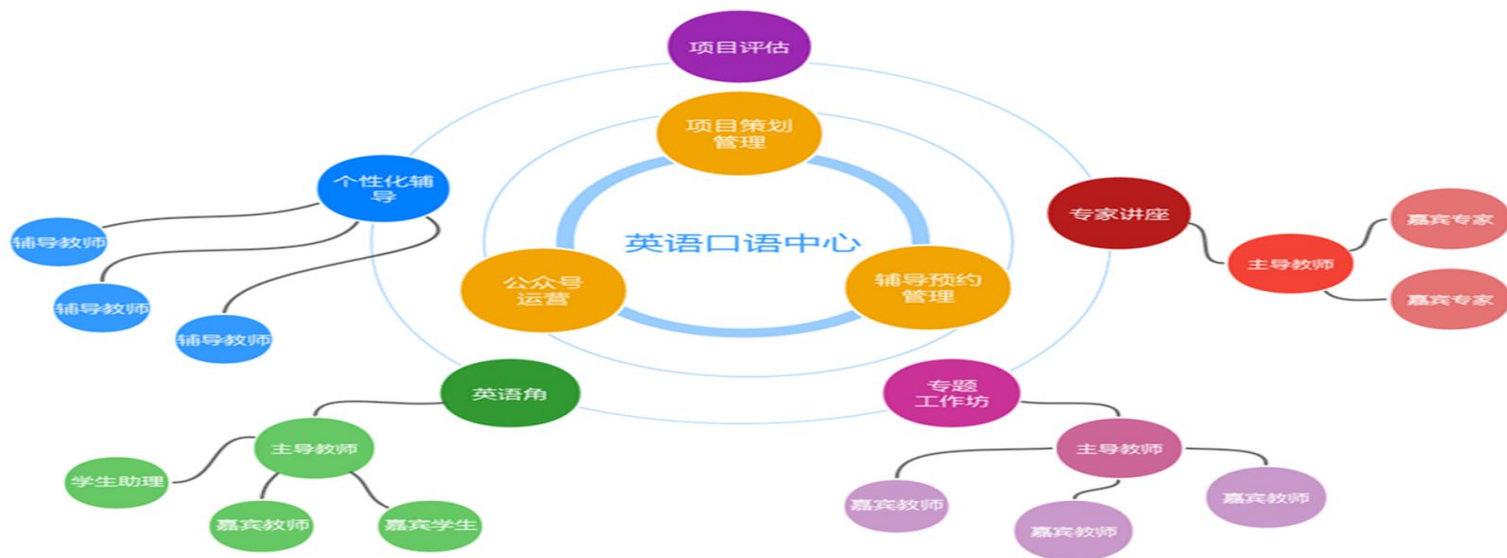 项目评估
项目策划
管理
英语口语中心
公众号
运营
辅导预约
管理
个性化辅
导
辅导教师
辅导教师
辅导教师
专家讲座
主导教师
嘉宾专家
嘉宾专家
英语角
主导教师
学生助理
嘉宾教师
嘉宾学生
专题
工作坊
主导教师
嘉宾教师
嘉宾教师
嘉宾教师